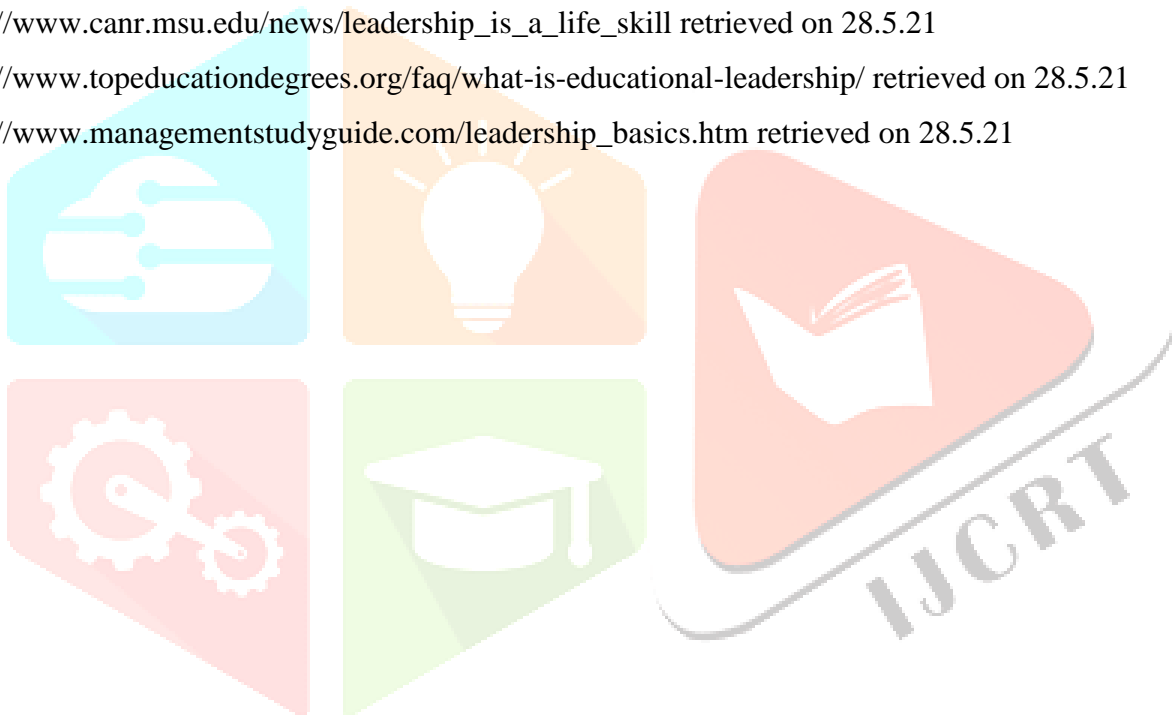 //www.canr.msu.edu/news/leadership_is_a_life_skill retrieved on 28.5.21
//www.topeducationdegrees.org/faq/what-is-educational-leadership/ retrieved on 28.5.21
//www.managementstudyguide.com/leadership_basics.htm retrieved on 28.5.21
IJCRT